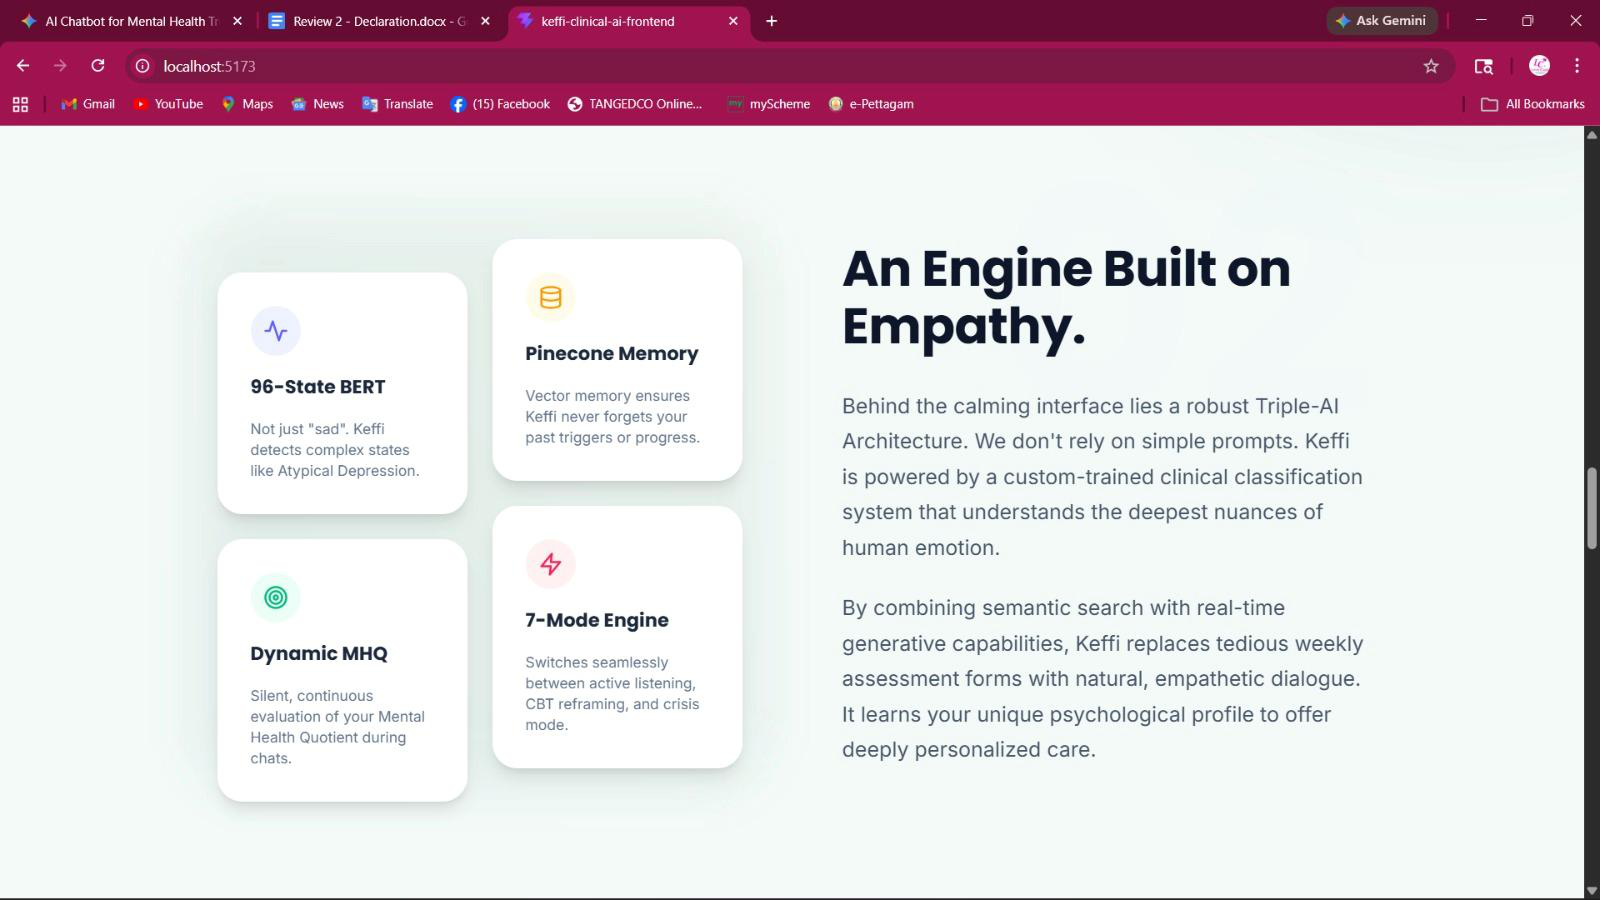 AI Chatbot for Mental Health Tr
Review 2 - Declaration.docx - G
keffi-clinical-ai-frontend
Ask Gemini
localhost:5173
Gmail
YouTube
Maps
News
Translate
(15) Facebook
TANGEDCO Online...
my
myScheme
e-Pettagam
All Bookmarks
96-State BERT
Not just "sad". Keffi
detects complex states
like Atypical Depression.
Pinecone Memory
Vector memory ensures
Keffi never forgets your
past triggers or progress.
Dynamic MHQ
Silent, continuous
evaluation of your Mental
Health Quotient during
chats.
7-Mode Engine
Switches seamlessly
between active listening,
CBT reframing, and crisis
mode.
An Engine Built on
Empathy.
Behind the calming interface lies a robust Triple-AI
Architecture. We don't rely on simple prompts. Keffi
is powered by a custom-trained clinical classification
system that understands the deepest nuances of
human emotion.
By combining semantic search with real-time
generative capabilities, Keffi replaces tedious weekly
assessment forms with natural, empathetic dialogue.
It learns your unique psychological profile to offer
deeply personalized care.